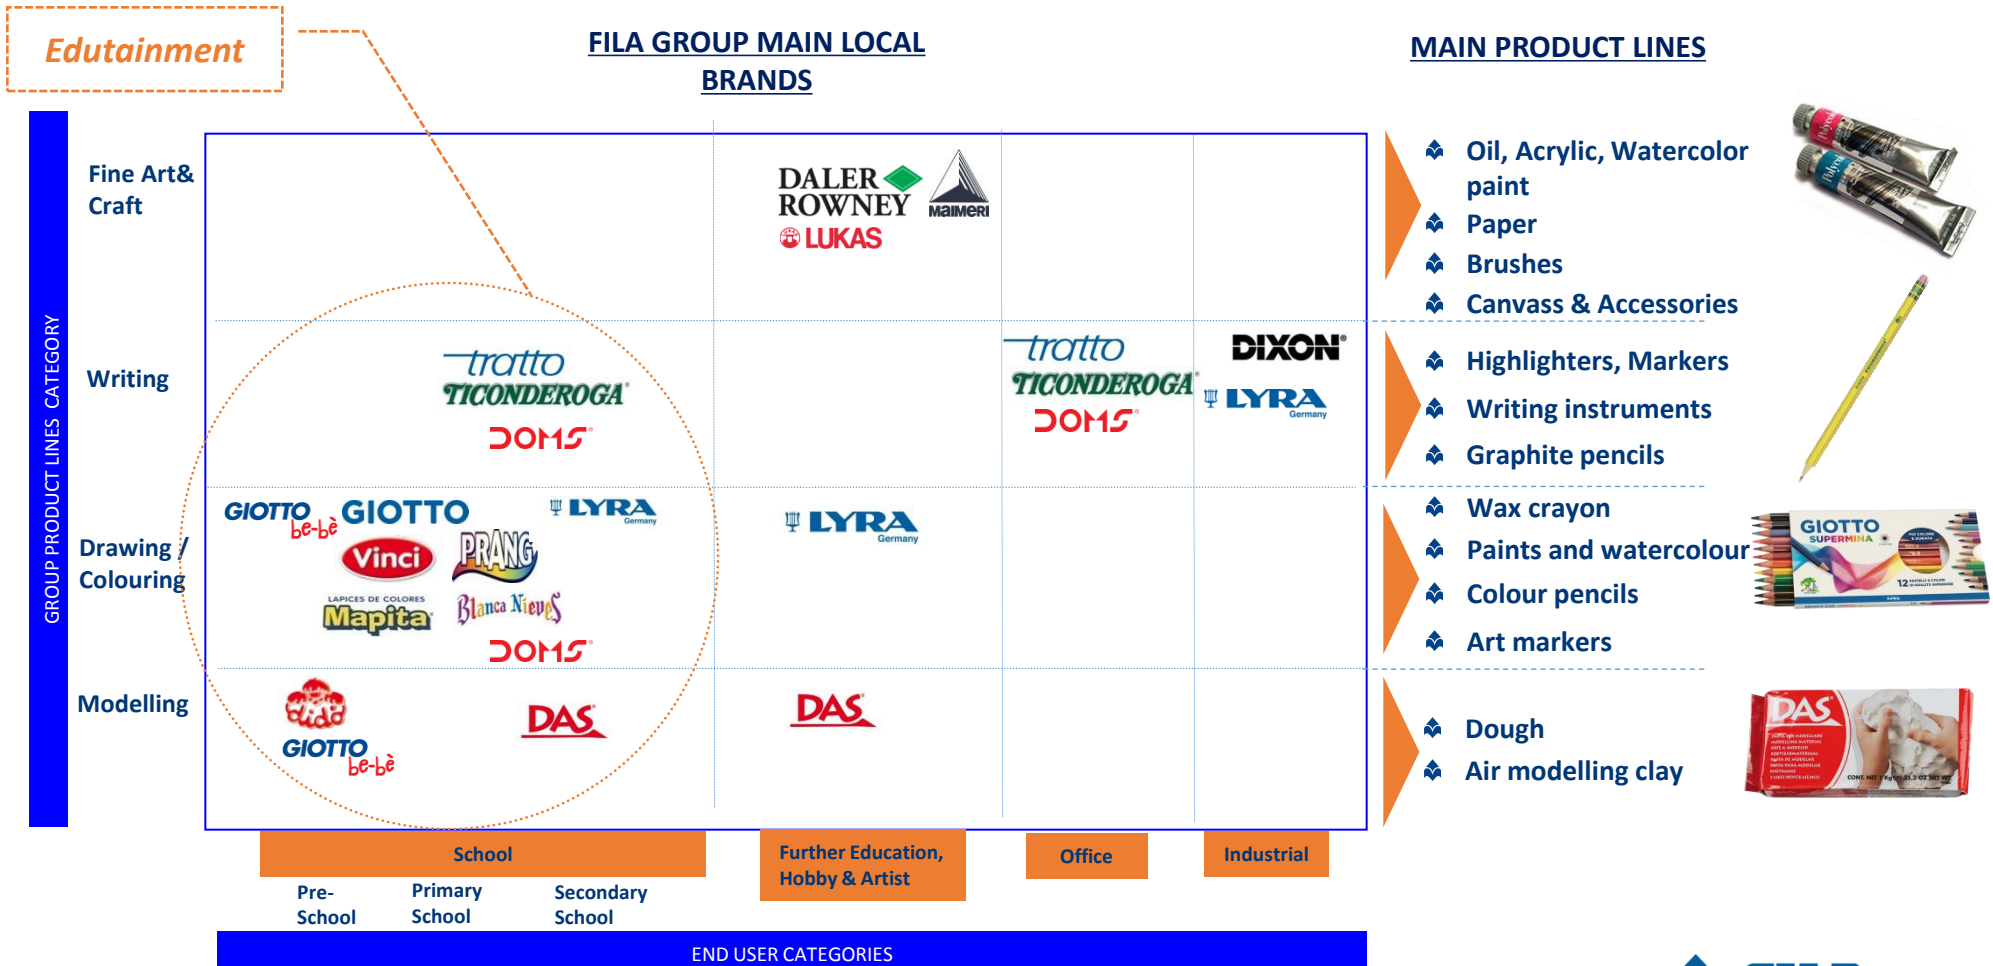 Edutainment
FILA GROUP MAIN LOCAL
BRANDS
MAIN PRODUCT LINES
GROUP PRODUCT LINES CATEGORY
Fine Art&
Craft
DALER
ROWNEY
MAIMERI
LUKAS
Oil, Acrylic, Watercolor
paint
Paper
Brushes
Canvass & Accessories
Polycolor
Polycolor
Writing
tratto
TICONDEROGA®
DOMS®
tratto
TICONDEROGA®
DOMS®
DIXON®
LYRA
Germany
Highlighters, Markers
Writing instruments
Graphite pencils
Drawing /
Colouring
GIOTTO
be-bè
GIOTTO
LYRA
Germany
Vinci
PRANG
LAPICES DE COLORES
Mapita
Blanca Nieves
DOMS®
LYRA
Germany
Wax crayon
Paints and watercolour
Colour pencils
Art markers
GIOTTO
SUPERMINA
12
Modelling
GIOTTO
be-bè
DAS
DAS
Dough
Air modelling clay
DAS
School
Further Education,
Hobby & Artist
Office
Industrial
Pre-
School
Primary
School
Secondary
School
END USER CATEGORIES